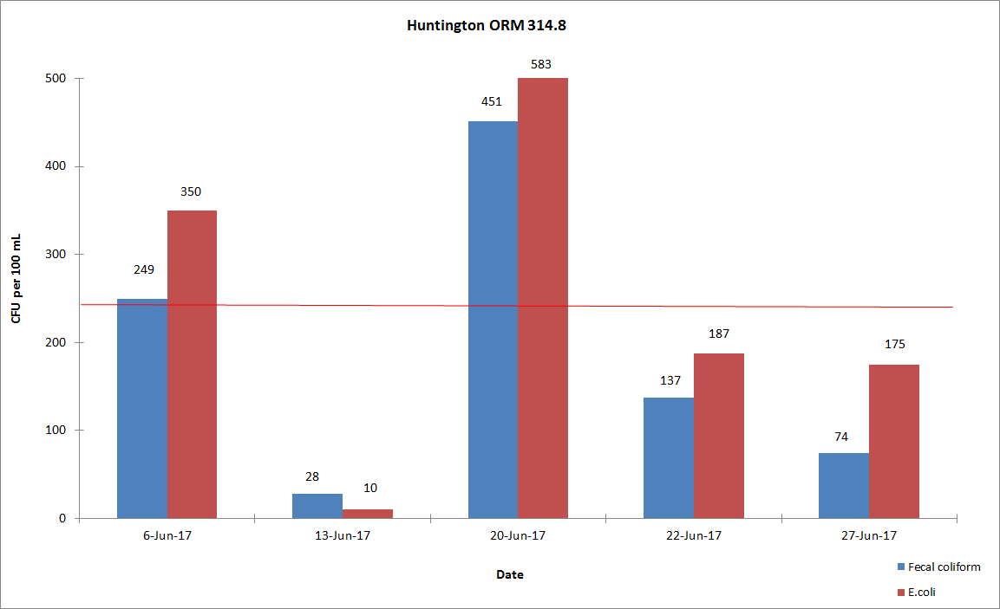 Huntington ORM 314.8
CFU per 100 mL
500
400
300
200
100
0
249
350
28
10
451
583
137
187
74
175
6-Jun-17
13-Jun-17
20-Jun-17
22-Jun-17
27-Jun-17
Date
Fecal coliform
E.coli